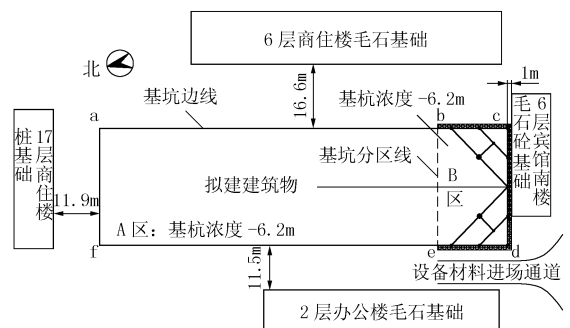 6层商住楼毛石基础
北
16.6m
1m
基坑边线
基杭浓度-6.2m
a
b
c
17层商住楼
桩基础
基坑分区线
6层宾馆南楼
毛石砼基础
拟建建筑物
B
区
11.9m
A区：基杭浓度-6.2m
f
e
d
11.5m
设备材料进场通道
2层办公楼毛石基础